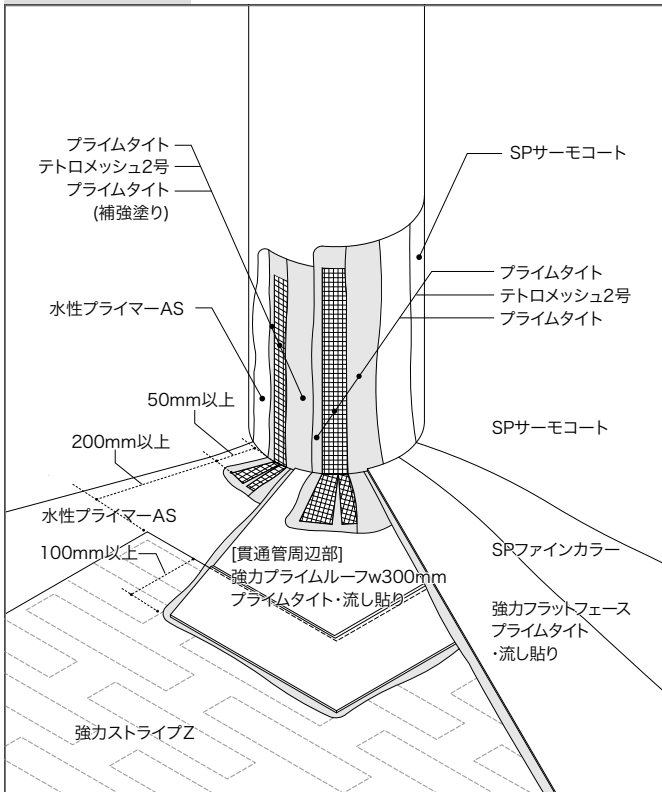 プライムタイト
テトロメッシュ2号
プライムタイト
(補強塗り)
SPサーモコート
プライムタイト
テトロメッシュ2号
プライムタイト
水性プライマーAS
50mm以上
200mm以上
SPサーモコート
水性プライマーAS
100mm以上
[貫通管周辺部]
強力プライムルーフw300mm
プライムタイト・流し貼り
SPファインカラー
強力フラットフェース
プライムタイト
・流し貼り
強力ストライプZ